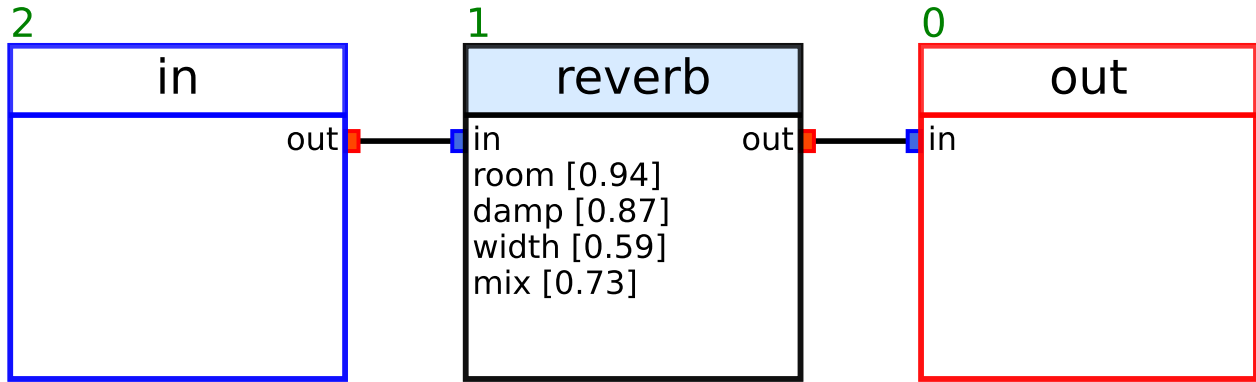 2
in
out
1
reverb
in
out
room [0.94]
damp [0.87]
width [0.59]
mix [0.73]
0
out
in